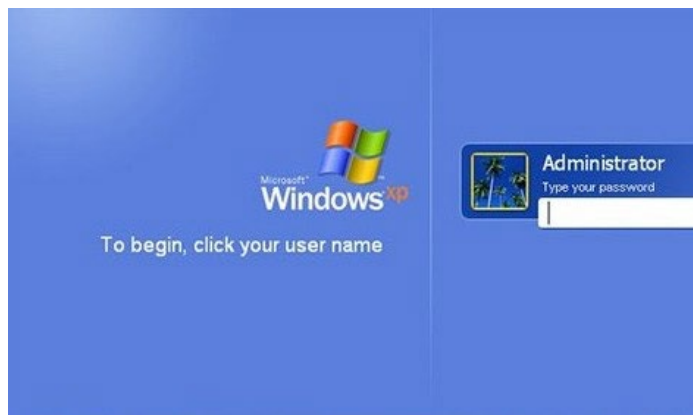 Microsoft®
Windows xp
To begin, click your user name
Administrator
Type your password